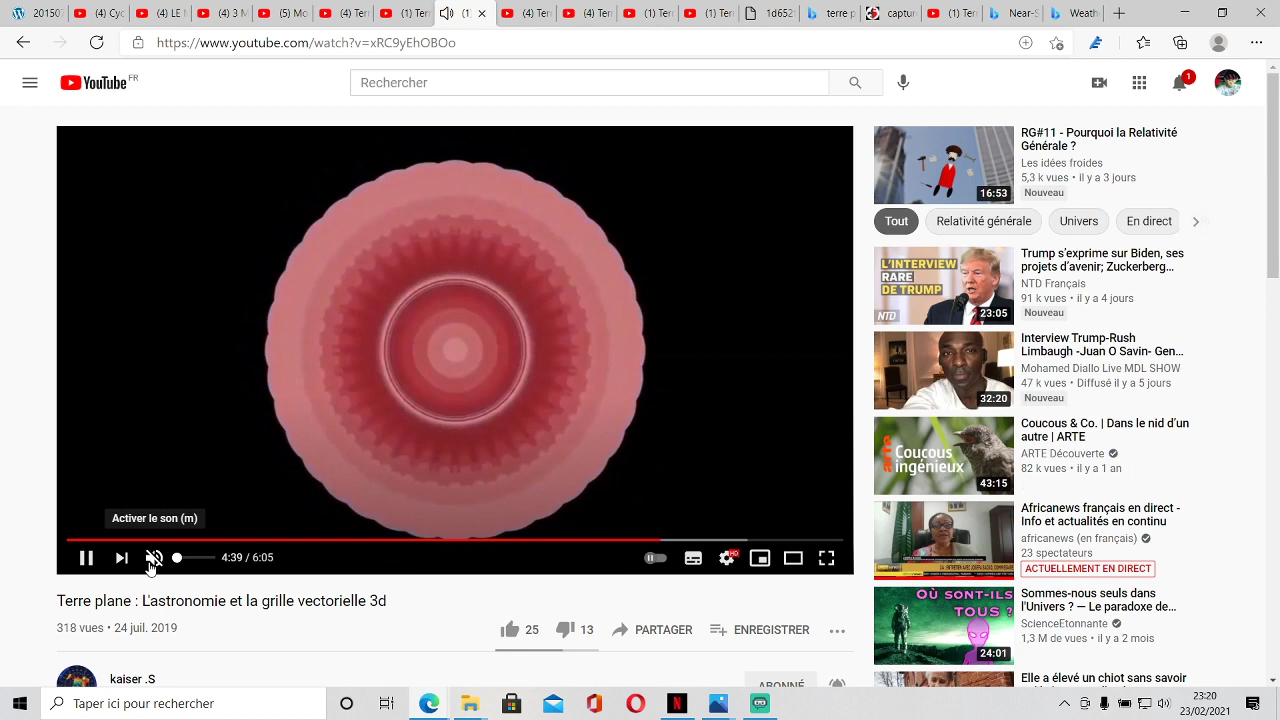 (1
https://www.youtube.com/watch?v=xRC9yEhOBOo
YouTube FR
Rechercher
1
Activer le son (m)
4:39 / 6:05
HD
Terre plane : L'astronomie et la grille vectorielle 3d
318 vues • 24 juil. 2019
25
13
PARTAGER
ENREGISTRER
kaiser .S
ABONNÉ
16:53
RG#11 - Pourquoi la Relativité
Générale ?
Les idées froides
5,3 k vues • il y a 3 jours
Nouveau
Tout
Relativité générale
Univers
En direct
L'INTERVIEW
RARE
DE TRUMP
NTD
23:05
Trump s'exprime sur Biden, ses
projets d'avenir; Zuckerberg...
NTD Français
91 k vues • il y a 4 jours
Nouveau
32:20
Interview Trump-Rush
Limbaugh -Juan O Savin- Gen...
Mohamed Diallo Live MDL SHOW
47 k vues • Diffusé il y a 5 jours
Nouveau
arte
Coucous
ingénieux
43:15
Coucous & Co. | Dans le nid d'un
autre | ARTE
ARTE Découverte
82 k vues • il y a 1 an
Africanews français en direct -
Info et actualités en continu
africanews (en français)
23 spectateurs
ACTUELLEMENT EN DIRECT
OÙ SONT-ILS
TOUS ?
24:01
Sommes-nous seuls dans
l'Univers ? — Le paradoxe de...
ScienceEtonnante
1,3 M de vues • il y a 2 mois
Elle a élevé un chiot sans savoir
Taper ici pour rechercher
23:20
23/02/2021